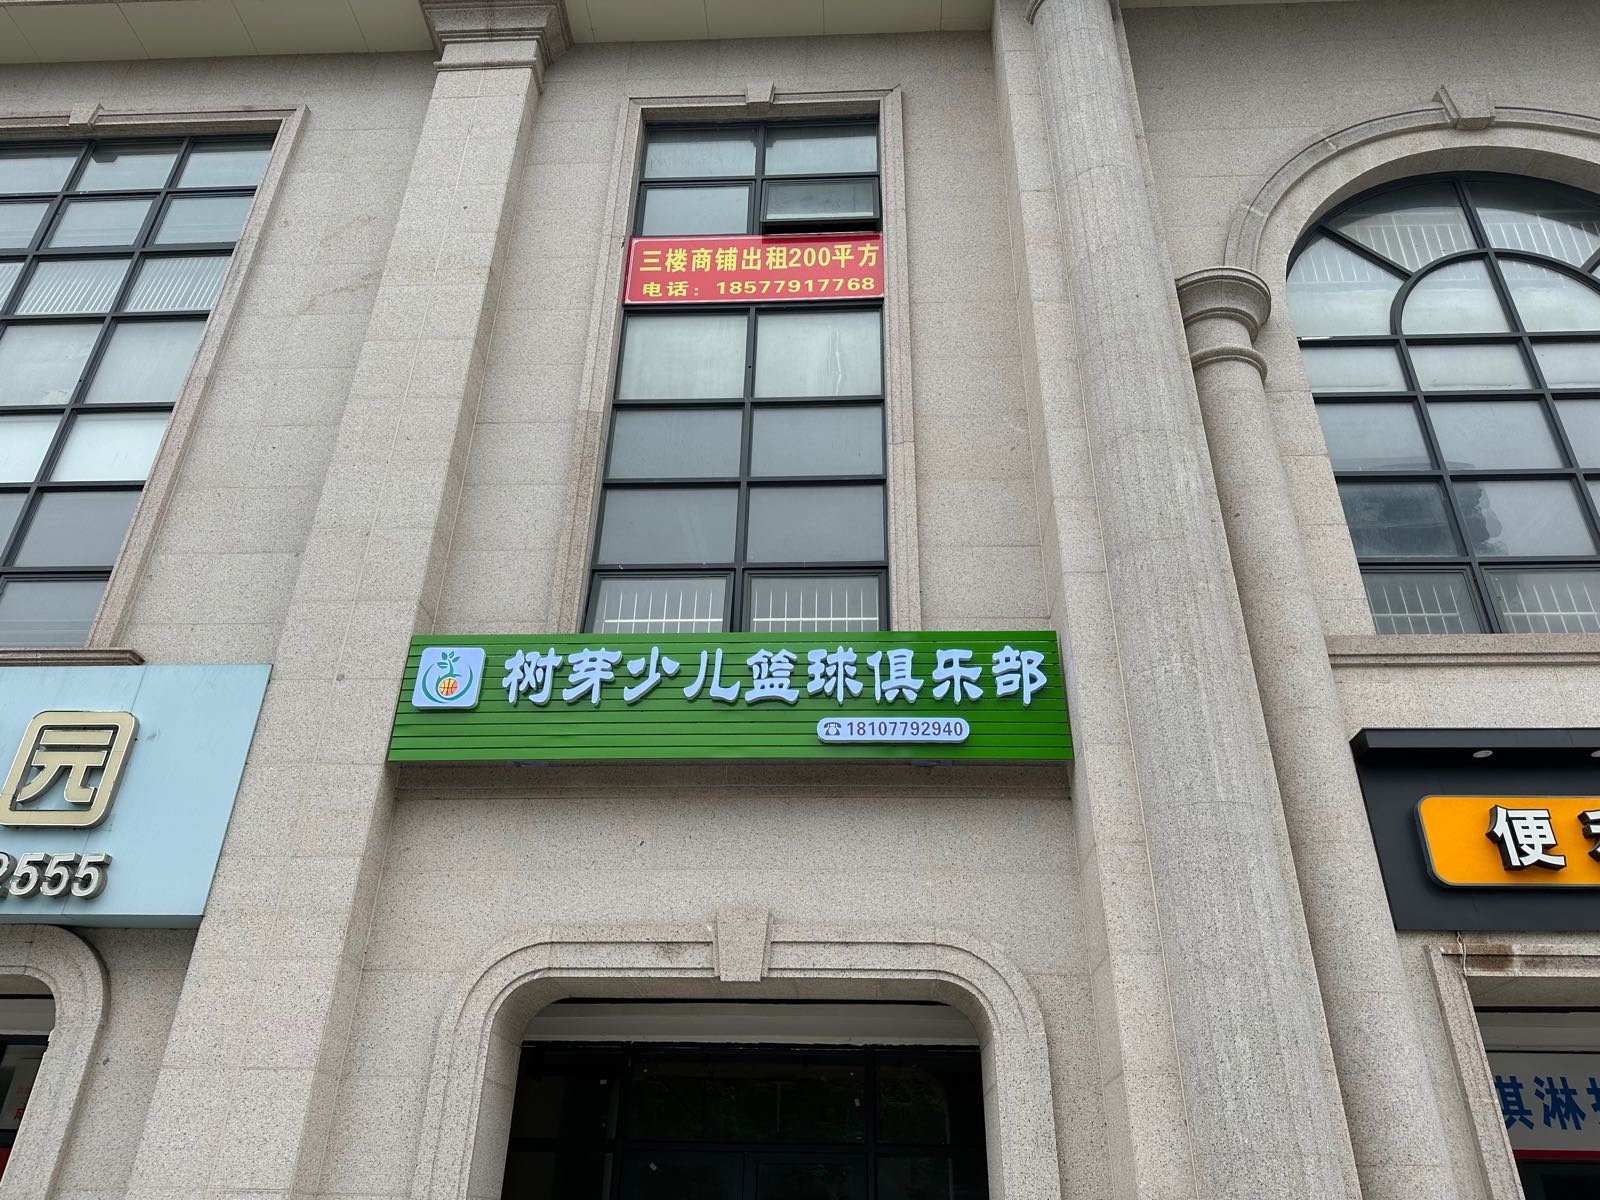 三楼商铺出租200平方
电话：18577917768
树芽少儿篮球俱乐部
☎18107792940
园
2555
便
淇淋